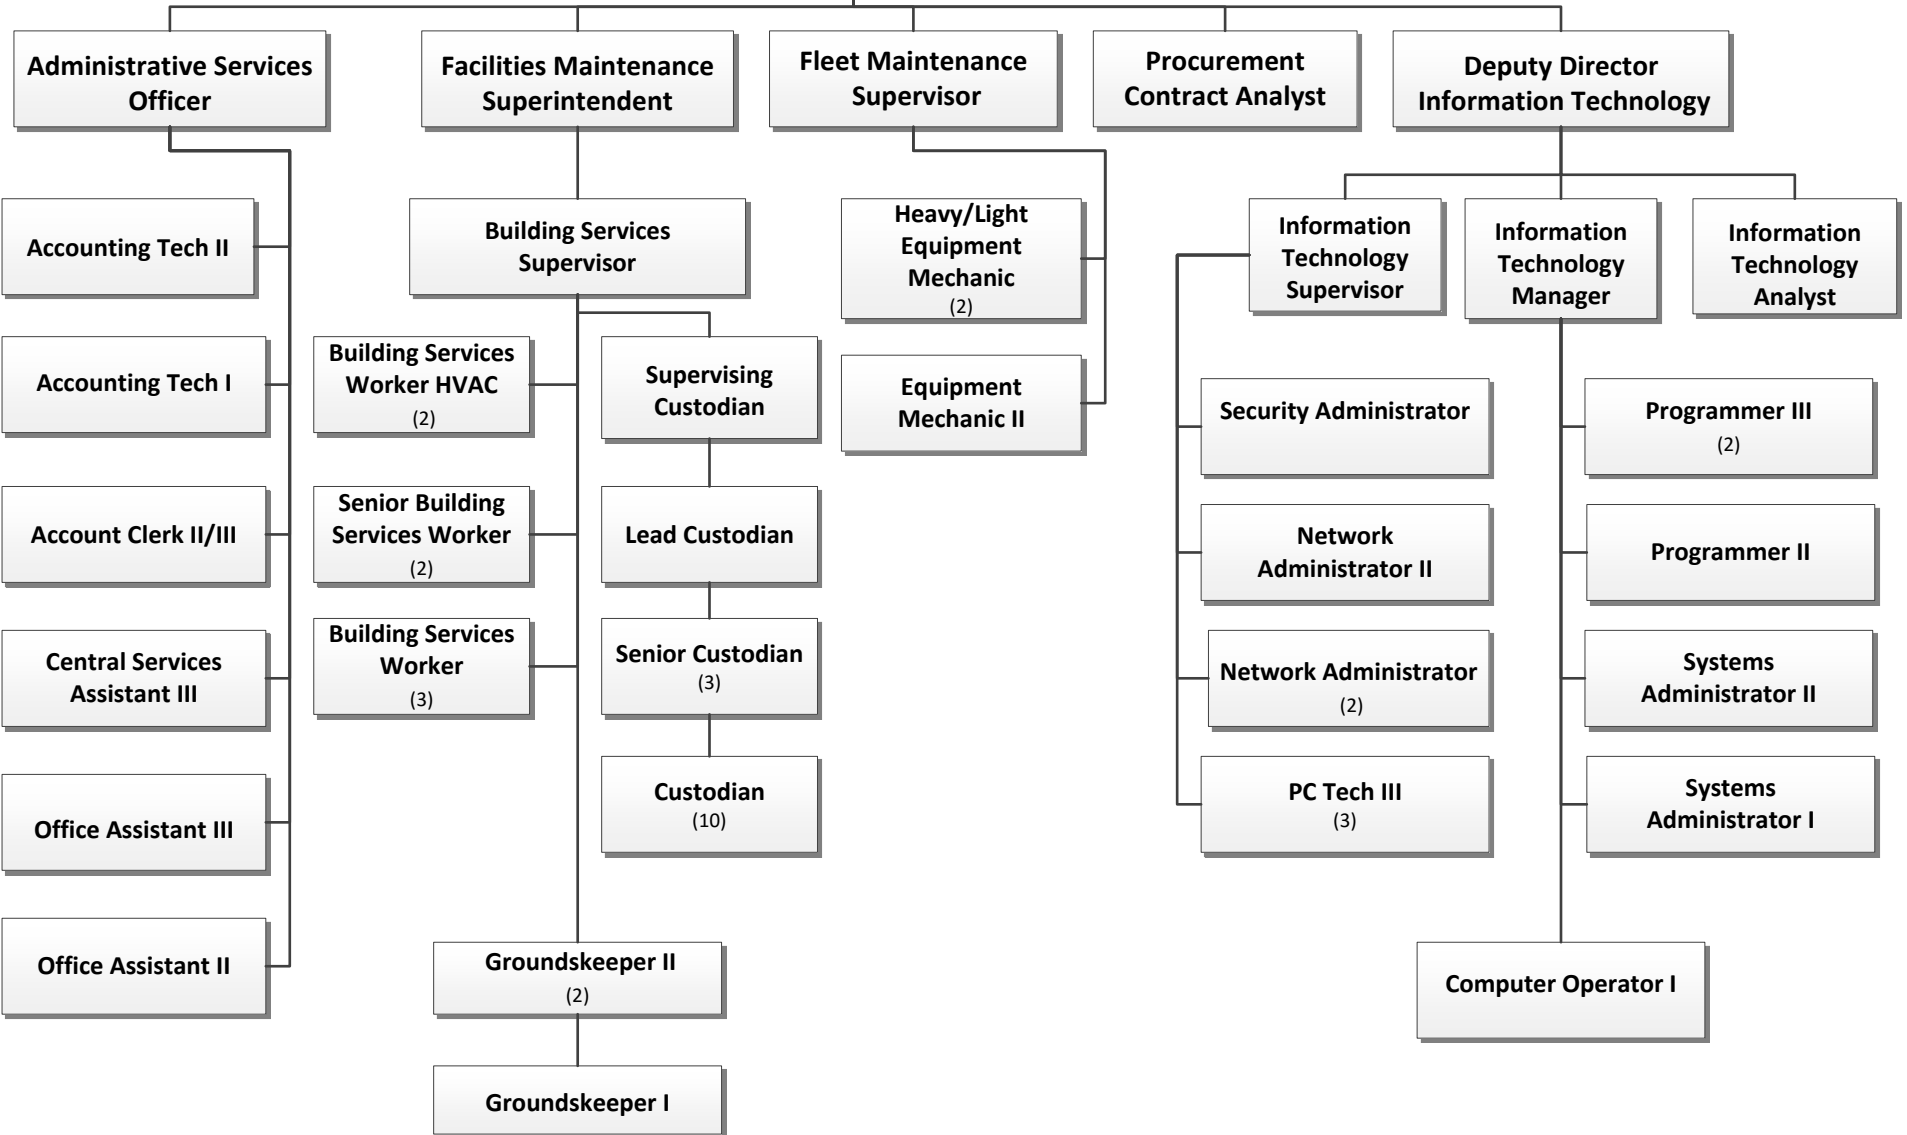 Administrative Services
Officer
Facilities Maintenance
Superintendent
Fleet Maintenance
Supervisor
Procurement
Contract Analyst
Deputy Director
Information Technology
Accounting Tech II
Accounting Tech I
Account Clerk II/III
Central Services
Assistant III
Office Assistant III
Office Assistant II
Building Services
Supervisor
Building Services
Worker HVAC
(2)
Senior Building
Services Worker
(2)
Building Services
Worker
(3)
Supervising
Custodian
Lead Custodian
Senior Custodian
(3)
Custodian
(10)
Groundskeeper II
(2)
Groundskeeper I
Heavy/Light
Equipment
Mechanic
(2)
Equipment
Mechanic II
Information
Technology
Supervisor
Information
Technology
Manager
Information
Technology
Analyst
Security Administrator
Network
Administrator II
Network Administrator
(2)
PC Tech III
(3)
Programmer III
(2)
Programmer II
Systems
Administrator II
Systems
Administrator I
Computer Operator I